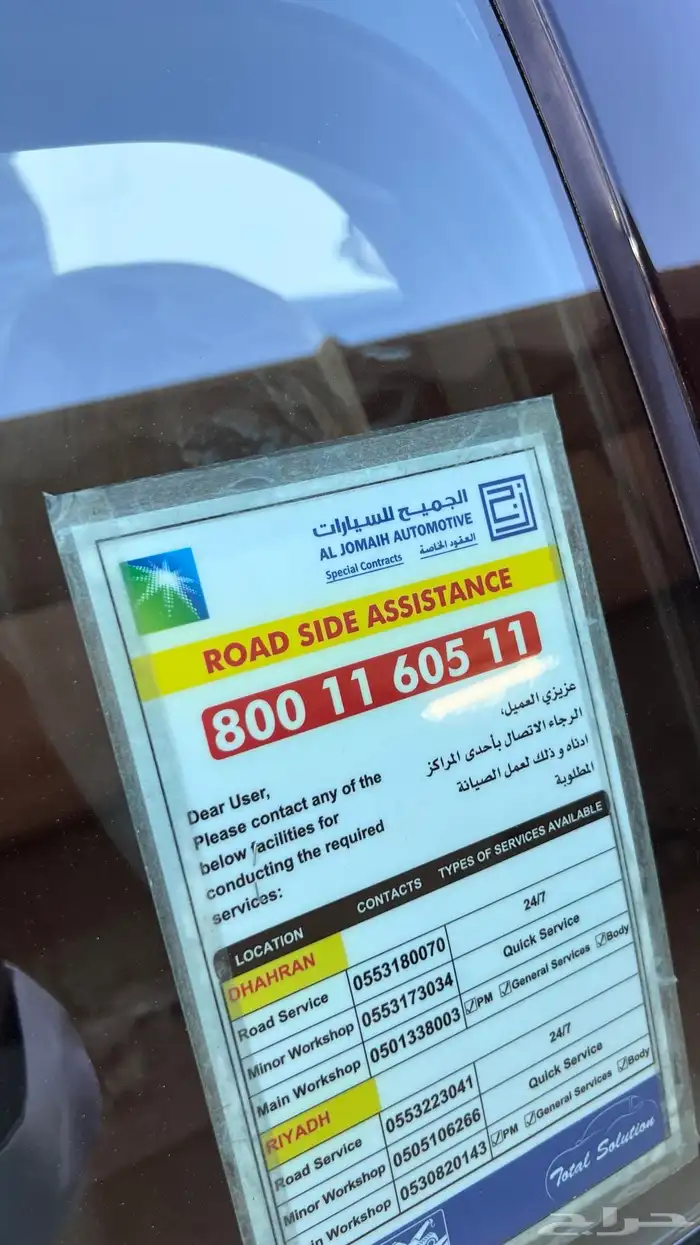 الجميح للسيارات
AL JOMAIH AUTOMOTIVE
Special Contracts العقود الخاصة
ROAD SIDE ASSISTANCE
800 11 605 11
عزيزي العميل،
الرجاء الاتصال بأحدى المراكز
ادناه و ذلك لعمل الصيانة
المطلوبة
Dear User,
Please contact any of the
below facilities for
conducting the required
services:
LOCATION CONTACTS TYPES OF SERVICES AVAILABLE
DHAHRAN
Road Service 0553180070 24/7
Minor Workshop 0553173034 Quick Service
Main Workshop 0501338003 ☑PM ☑General Services ☑Body
RIYADH
Road Service 0553223041 24/7
Minor Workshop 0505106266 Quick Service
Workshop 0530820143 ☑PM ☑General Services ☑Body
Total Solution
حراج